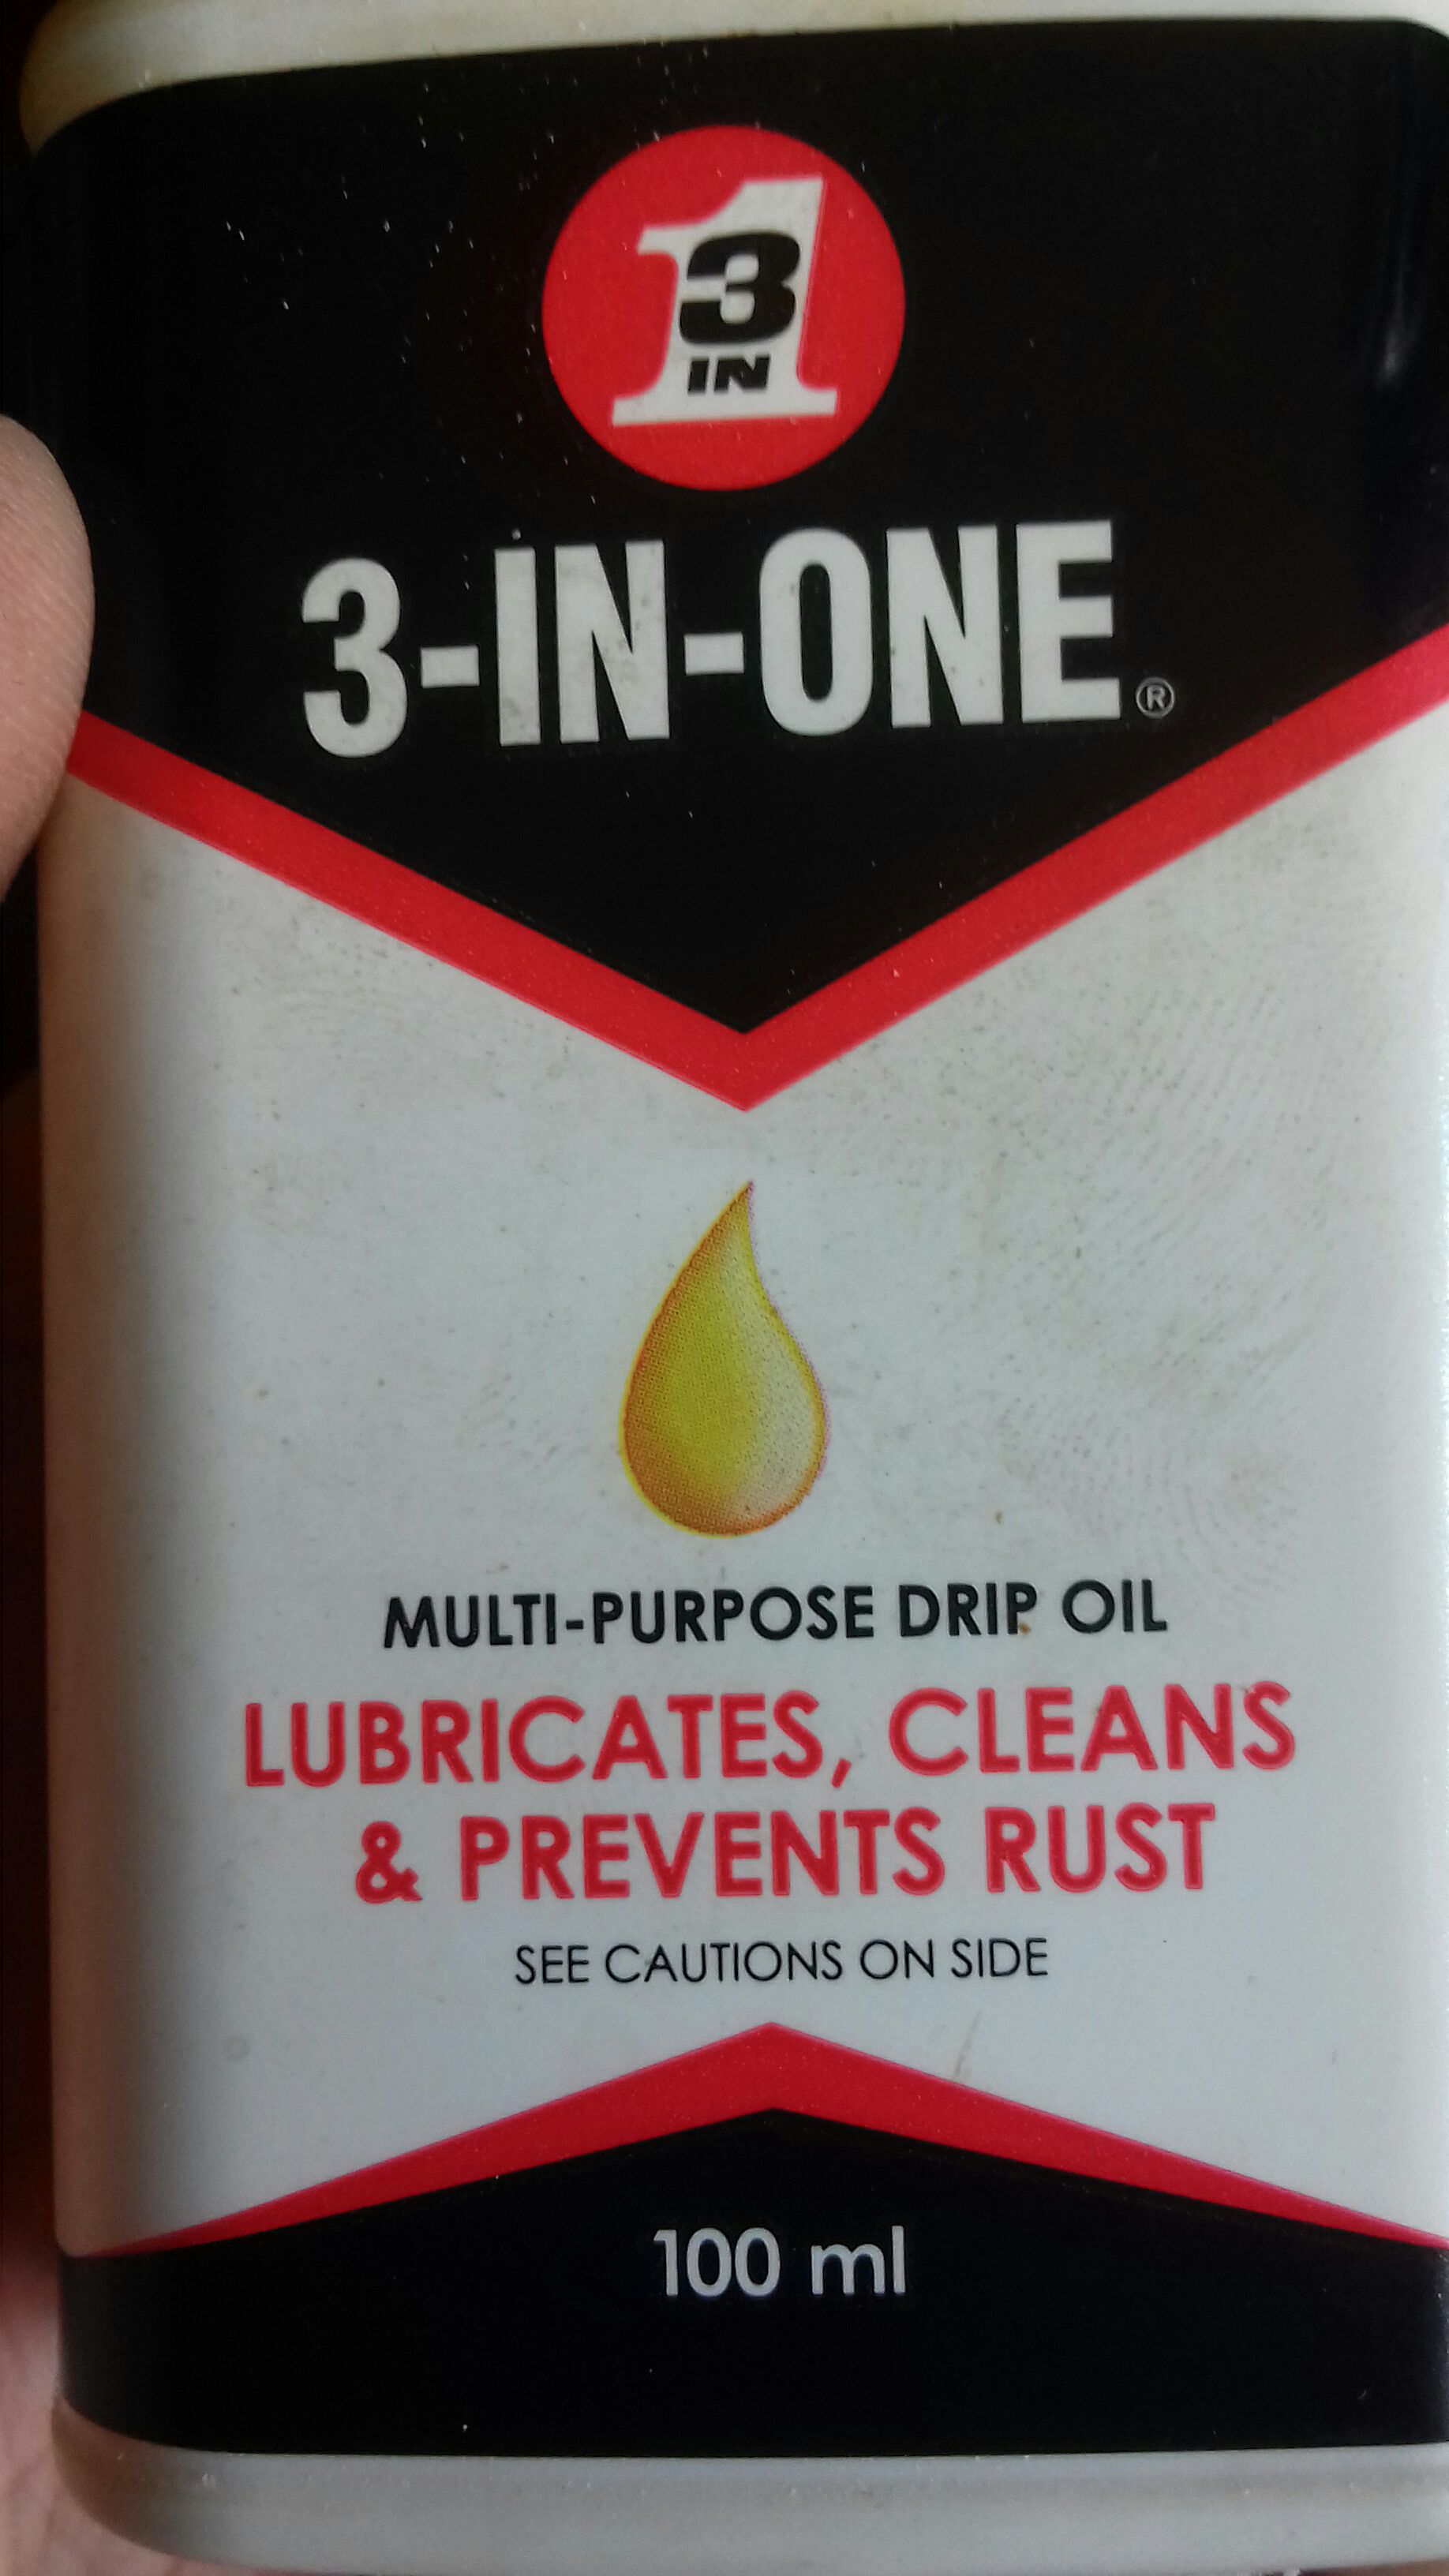 3
IN
1
3-IN-ONE®
MULTI-PURPOSE DRIP OIL
LUBRICATES, CLEANS
& PREVENTS RUST
SEE CAUTIONS ON SIDE
100 ml